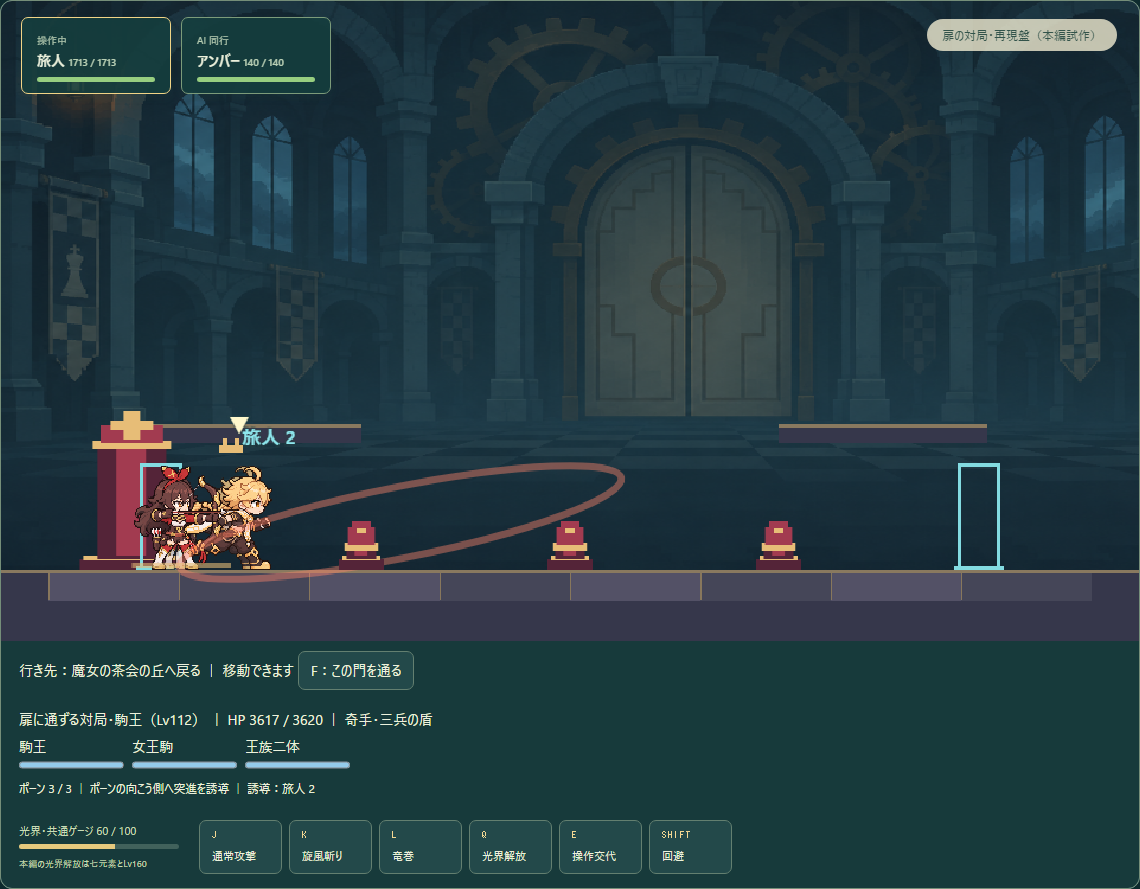 操作中
旅人 1713 / 1713
AI 同行
アンバー 140 / 140
扉の対局・再現盤（本編試作）
旅人 2
行き先：魔女の茶会の丘へ戻る ｜ 移動できます
F：この門を通る
扉に通ずる対局・駒王（Lv112） ｜ HP 3617 / 3620 ｜ 奇手・三兵の盾
駒王
女王駒
王族二体
ポーン 3 / 3 ｜ ポーンの向こう側へ突進を誘導 ｜ 誘導：旅人 2
光界・共通ゲージ 60 / 100
本編の光界解放は七元素とLv160
J
通常攻撃
K
旋風斬り
L
竜巻
Q
光界解放
E
操作交代
SHIFT
回避